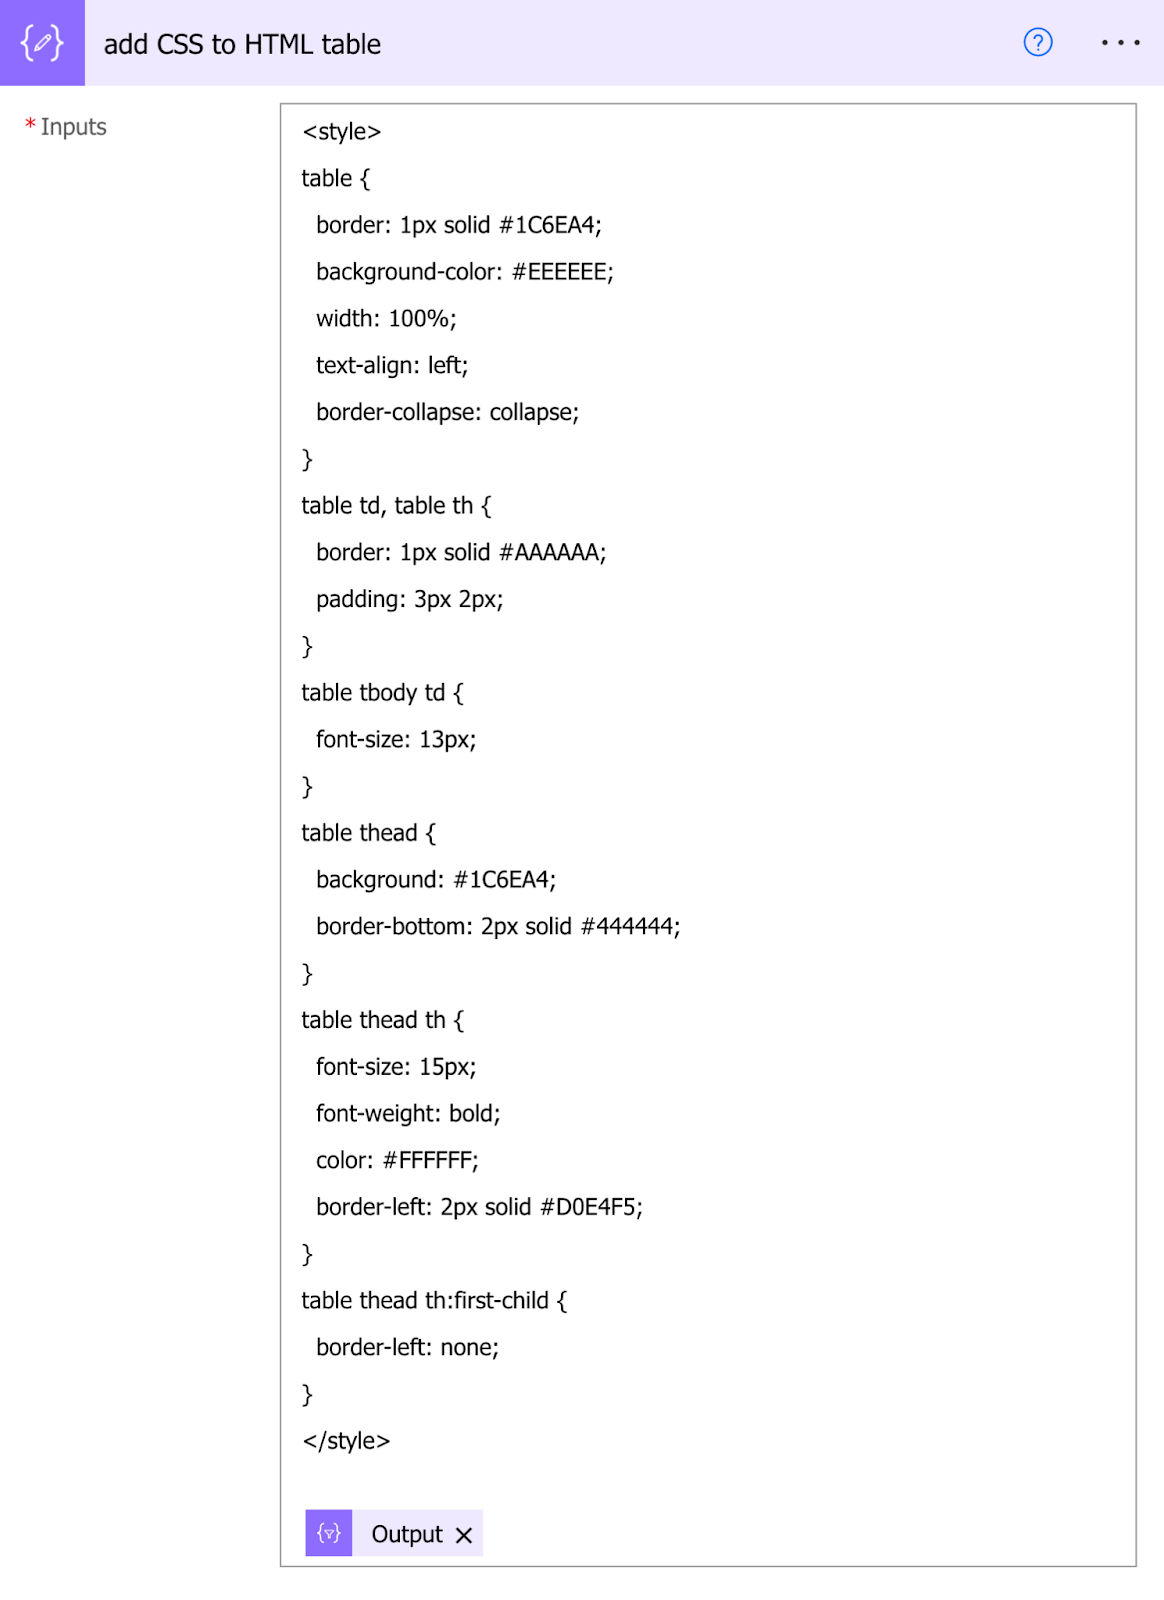 add CSS to HTML table
* Inputs
<style>
table {
border: 1px solid #1C6EA4;
background-color: #EEEEEE;
width: 100%;
text-align: left;
border-collapse: collapse;
}
table td, table th {
border: 1px solid #AAAAAA;
padding: 3px 2px;
}
table tbody td {
font-size: 13px;
}
table thead {
background: #1C6EA4;
border-bottom: 2px solid #444444;
}
table thead th {
font-size: 15px;
font-weight: bold;
color: #FFFFFF;
border-left: 2px solid #D0E4F5;
}
table thead th:first-child {
border-left: none;
}
</style>
Output